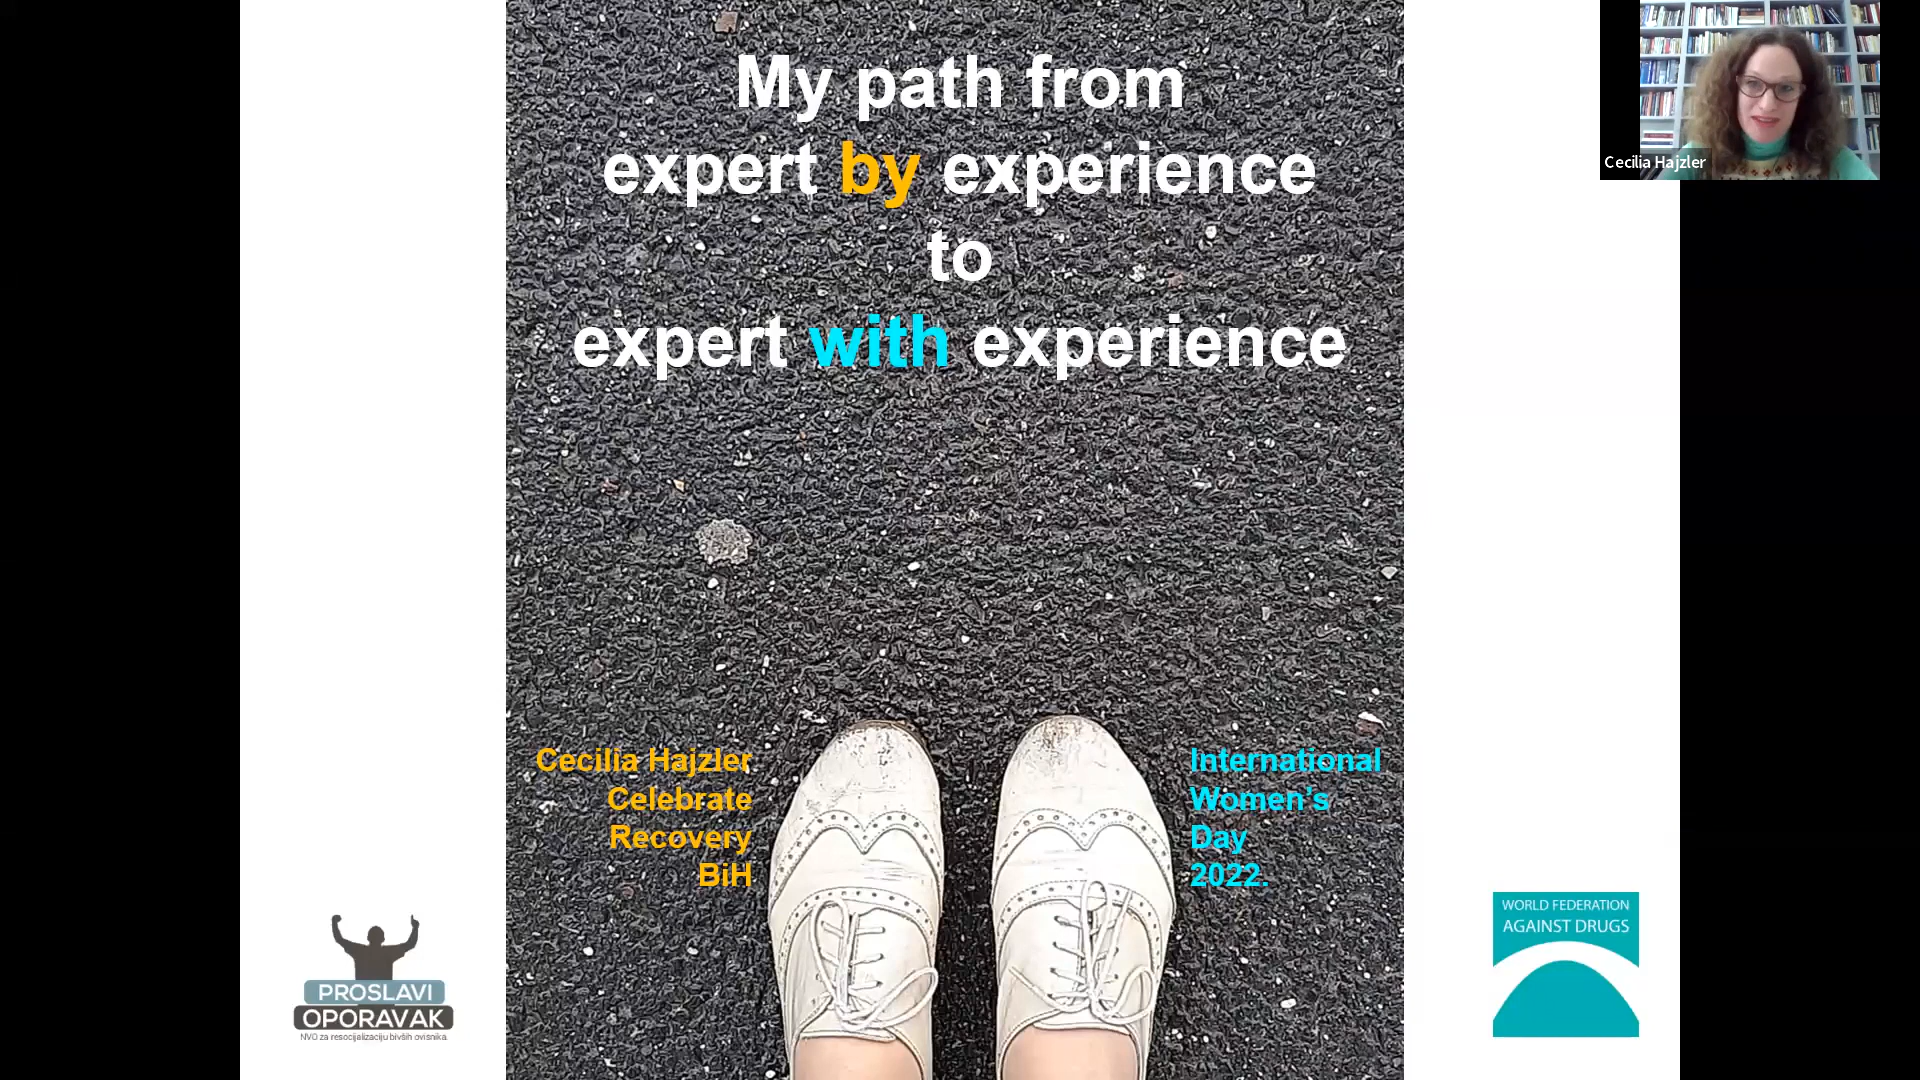 My path from
expert by experience
to
expert with experience
Cecilia Hajzler
Cecilia Hajzler
Celebrate
Recovery
BiH
International
Women's
Day
2022.
PROSLAVI
OPORAVAK
NVO za resocijalizaciju bivših ovisnika
WORLD FEDERATION
AGAINST DRUGS